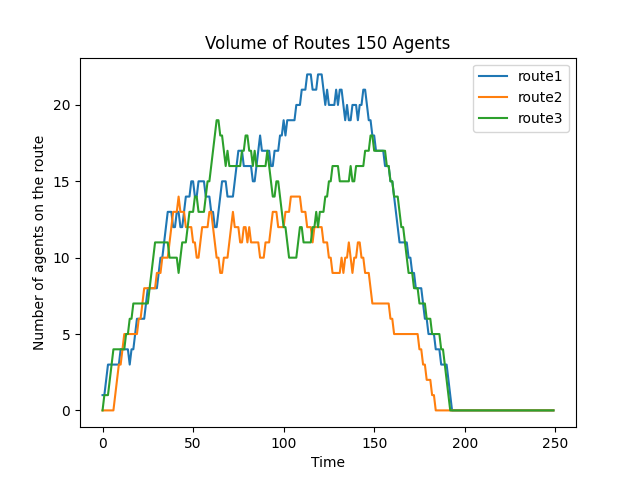 Volume of Routes 150 Agents
route1
route2
route3
Number of agents on the route
20
15
10
5
0
0 50 100 150 200 250
Time